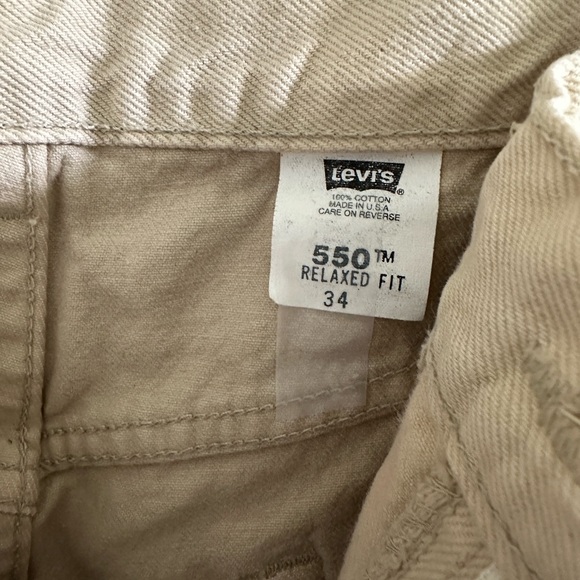 Levi's ®
100% COTTON
MADE IN U.S.A
CARE ON REVERSE
550™
RELAXED FIT
34